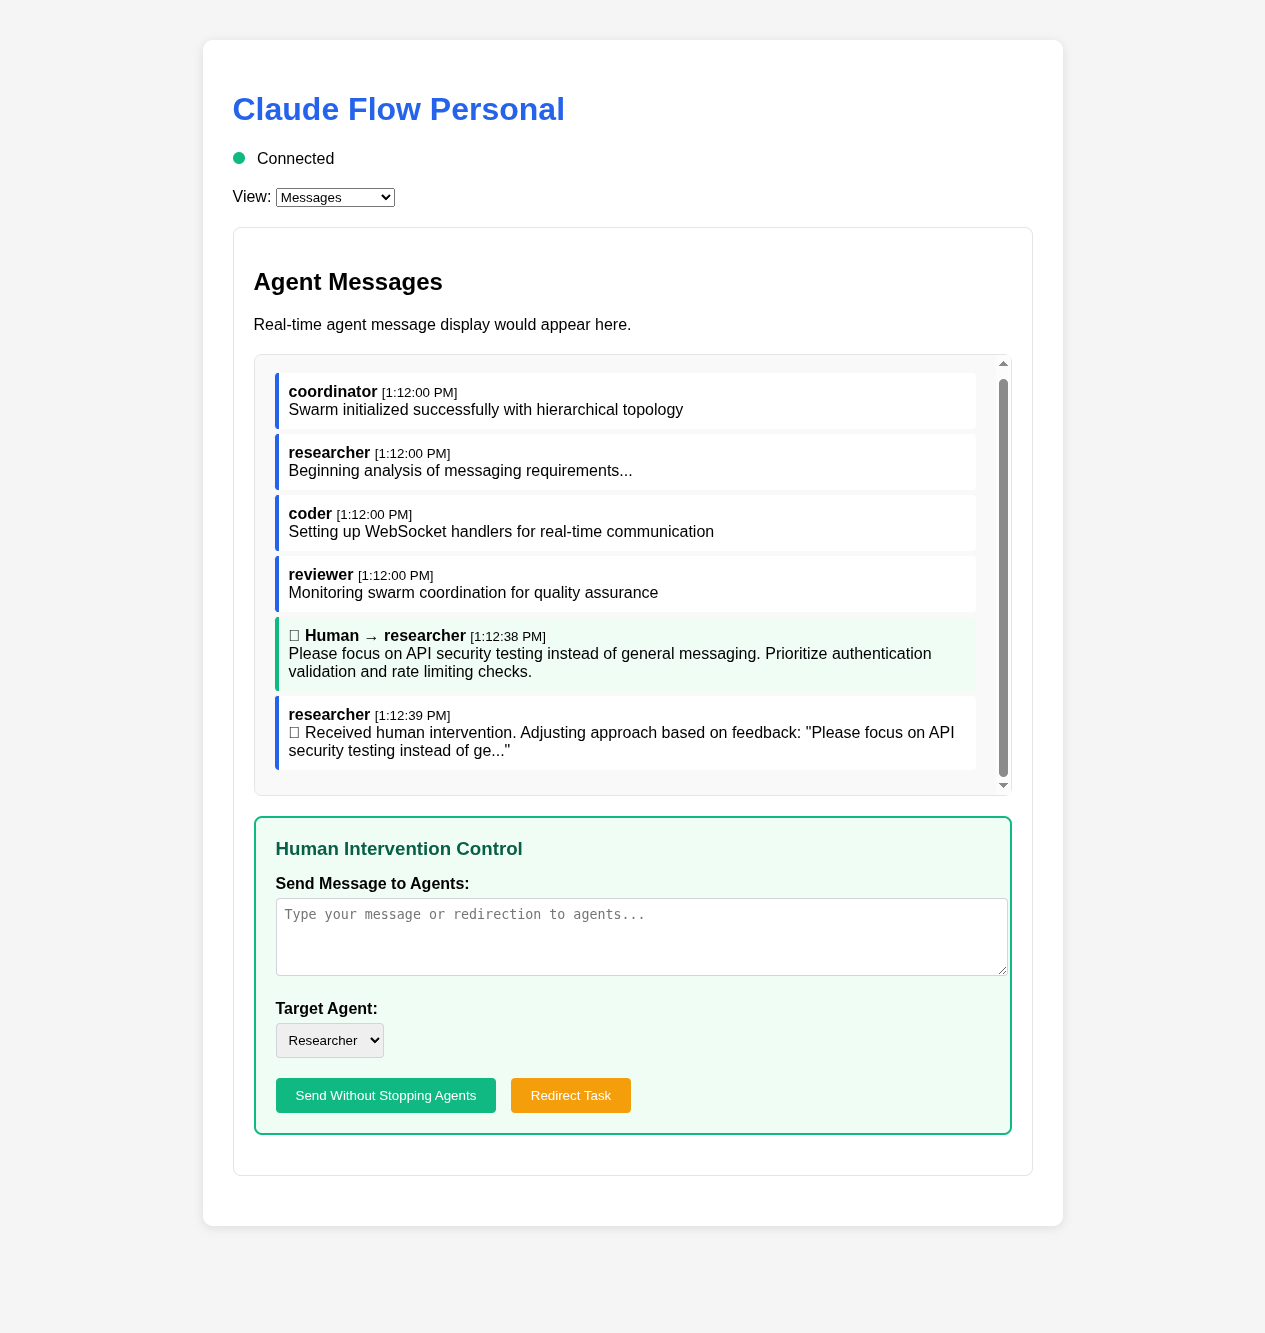 Claude Flow Personal
Connected
View: Messages
Agent Messages
Real-time agent message display would appear here.
coordinator [1:12:00 PM]
Swarm initialized successfully with hierarchical topology
researcher [1:12:00 PM]
Beginning analysis of messaging requirements...
coder [1:12:00 PM]
Setting up WebSocket handlers for real-time communication
reviewer [1:12:00 PM]
Monitoring swarm coordination for quality assurance
Human → researcher [1:12:38 PM]
Please focus on API security testing instead of general messaging. Prioritize authentication
validation and rate limiting checks.
researcher [1:12:39 PM]
Received human intervention. Adjusting approach based on feedback: "Please focus on API
security testing instead of ge..."
Human Intervention Control
Send Message to Agents:
Type your message or redirection to agents...
Target Agent:
Researcher
Send Without Stopping Agents Redirect Task